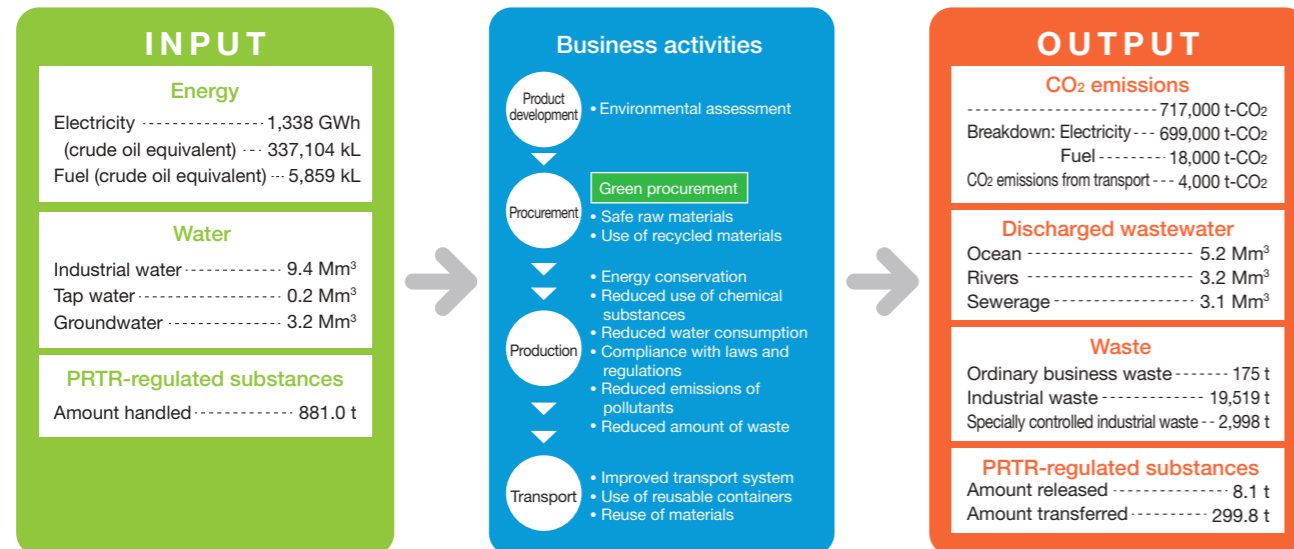 INPUT
Energy
Electricity 1,338 GWh
(crude oil equivalent) 337,104 kL
Fuel (crude oil equivalent) 5,859 kL
Water
Industrial water 9.4 Mm³
Tap water 0.2 Mm³
Groundwater 3.2 Mm³
PRTR-regulated substances
Amount handled 881.0 t
Business activities
Product
development
• Environmental assessment
Procurement
Green procurement
• Safe raw materials
• Use of recycled materials
Production
• Energy conservation
• Reduced use of chemical
substances
• Reduced water consumption
• Compliance with laws and
regulations
• Reduced emissions of
pollutants
• Reduced amount of waste
Transport
• Improved transport system
• Use of reusable containers
• Reuse of materials
OUTPUT
CO₂ emissions
717,000 t-CO₂
Breakdown: Electricity 699,000 t-CO₂
Fuel 18,000 t-CO₂
CO₂ emissions from transport 4,000 t-CO₂
Discharged wastewater
Ocean 5.2 Mm³
Rivers 3.2 Mm³
Sewerage 3.1 Mm³
Waste
Ordinary business waste 175 t
Industrial waste 19,519 t
Specially controlled industrial waste 2,998 t
PRTR-regulated substances
Amount released 8.1 t
Amount transferred 299.8 t